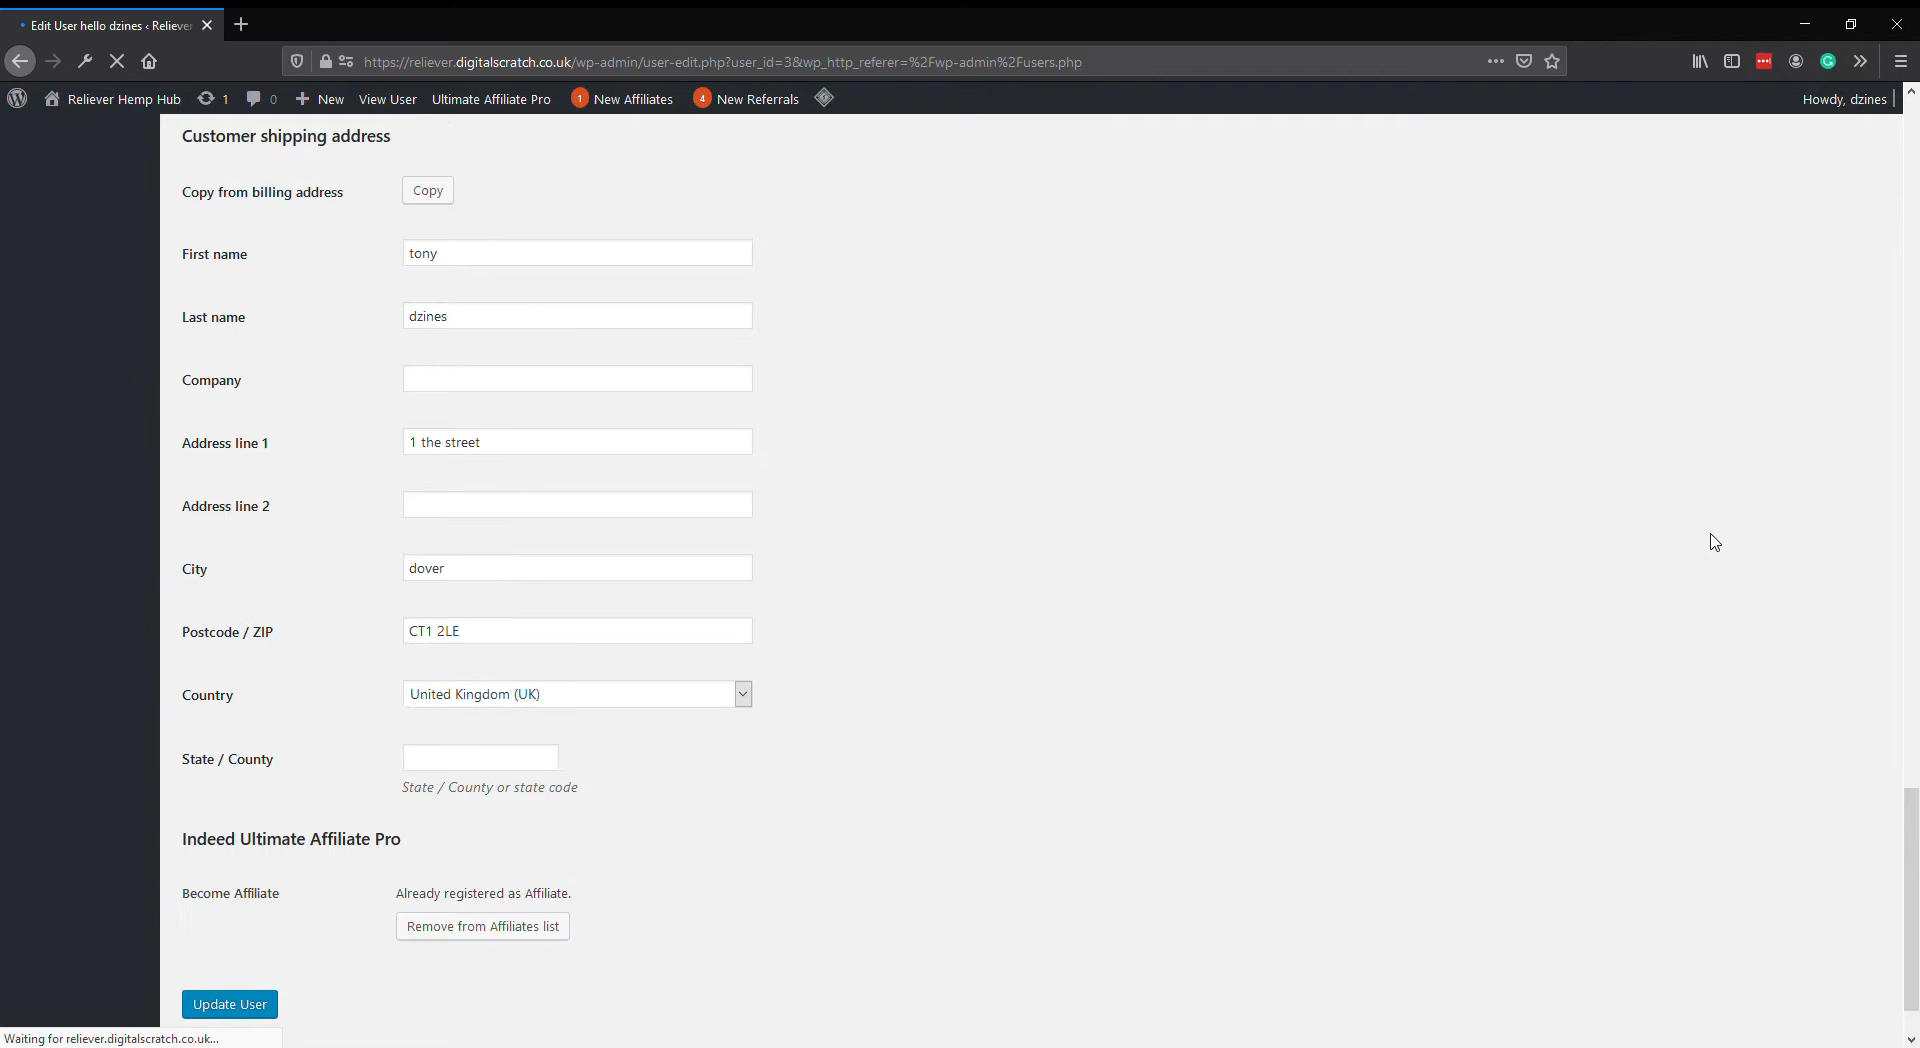 Edit User hello dzines ‹ Reliever
https://reliever.digitalscratch.co.uk/wp-admin/user-edit.php?user_id=3&wp_http_referer=%2Fwp-admin%2Fusers.php
Reliever Hemp Hub 1 0 New View User Ultimate Affiliate Pro 1 New Affiliates 4 New Referrals Howdy, dzines
Customer shipping address
Copy from billing address Copy
First name tony
Last name dzines
Company
Address line 1 1 the street
Address line 2
City dover
Postcode / ZIP CT1 2LE
Country United Kingdom (UK)
State / County
State / County or state code
Indeed Ultimate Affiliate Pro
Become Affiliate Already registered as Affiliate.
Remove from Affiliates list
Update User
Waiting for reliever.digitalscratch.co.uk...